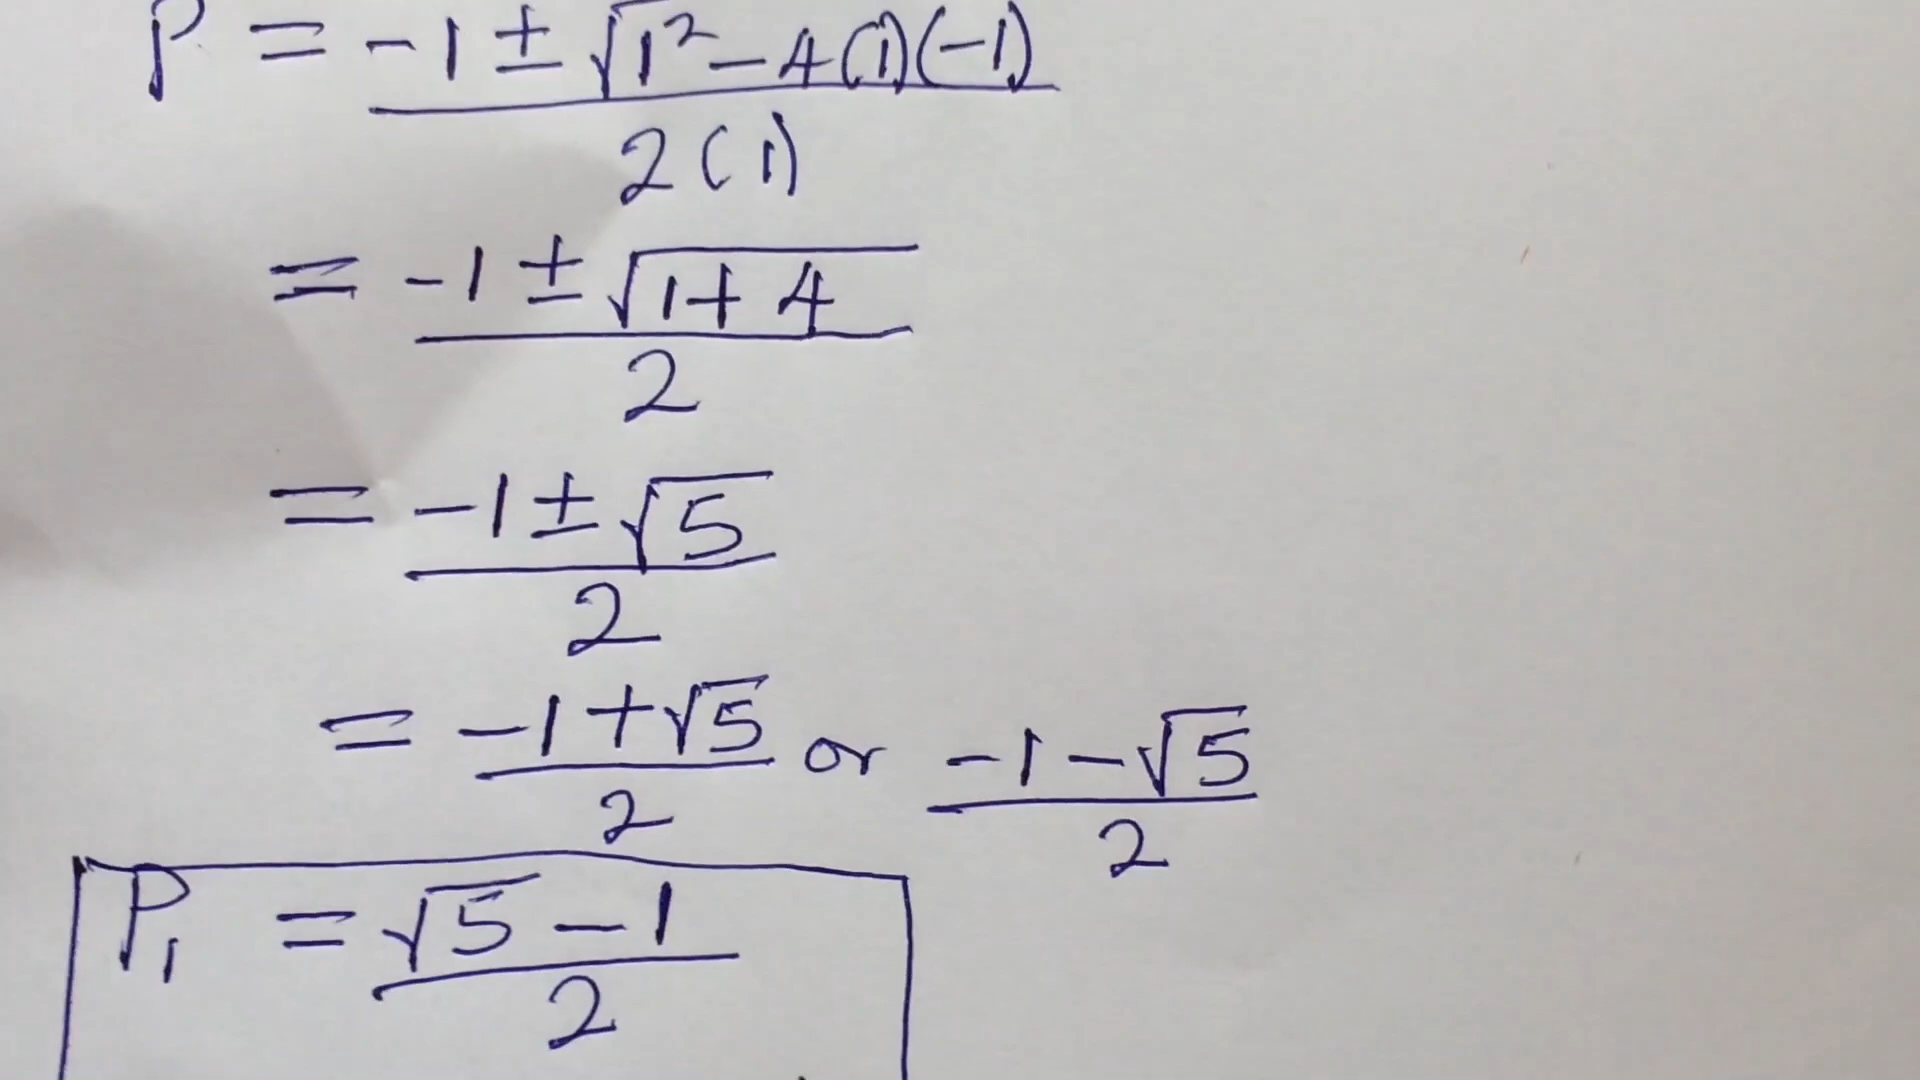 P = (-1 ± √(1² - 4(1)(-1))) / 2(1)
= (-1 ± √(1 + 4)) / 2
= (-1 ± √5) / 2
= (-1 + √5) / 2 or (-1 - √5) / 2
P₁ = (√5 - 1) / 2